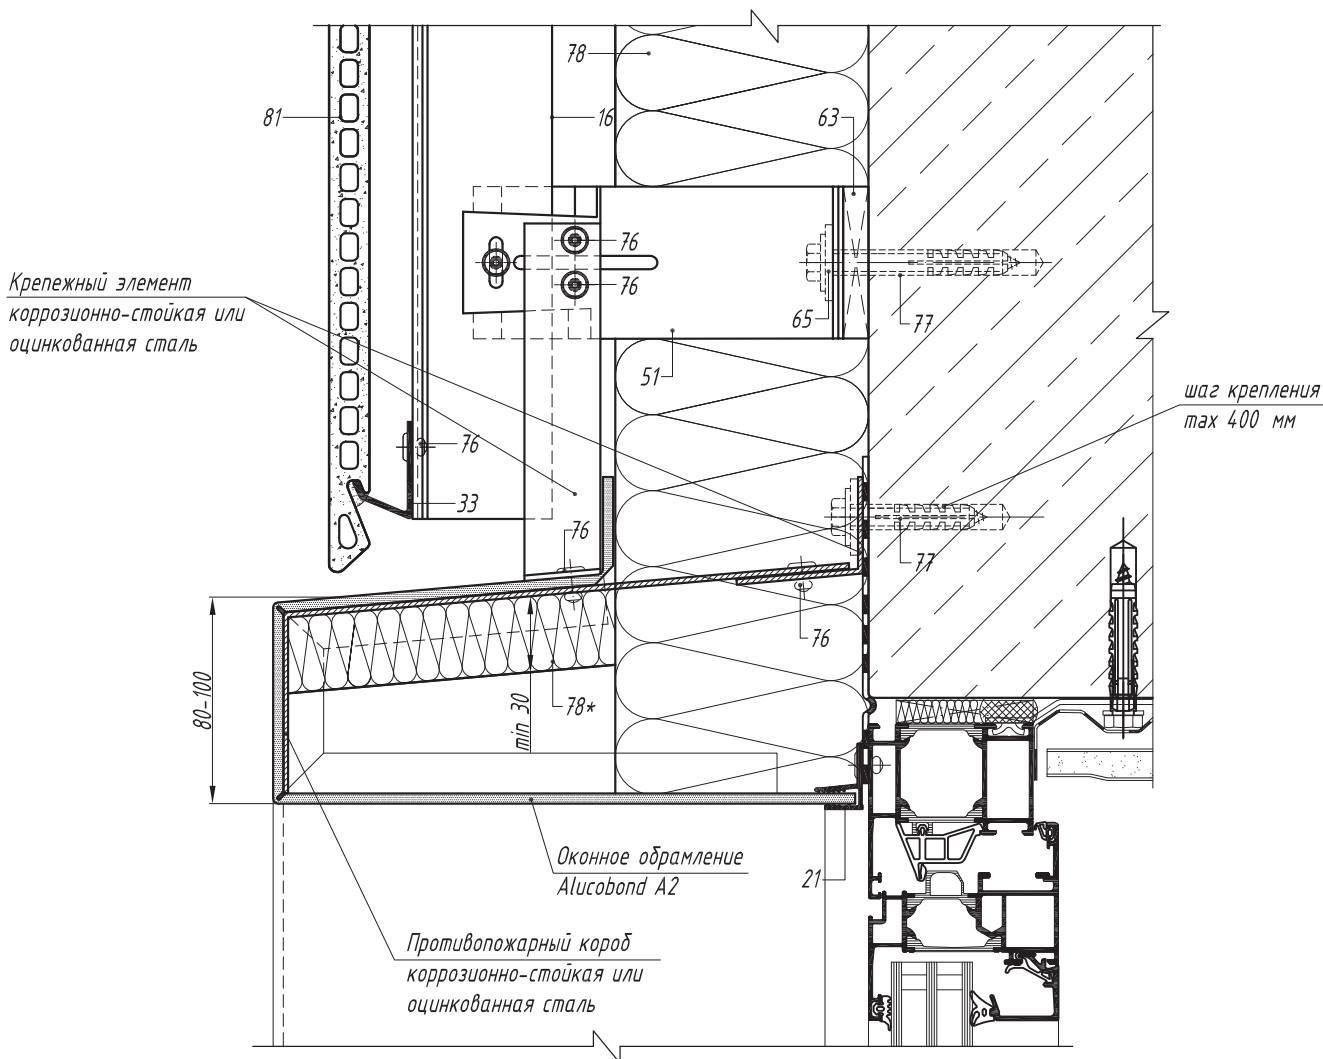 78
81
16
63
76
76
Крепежный элемент
коррозионно-стойкая или
оцинкованная сталь
65
77
51
шаг крепления
max 400 мм
76
33
76
77
76
80-100
min 30
78*
Оконное обрамление
Alucobond A2
21
Противопожарный короб
коррозионно-стойкая или
оцинкованная сталь